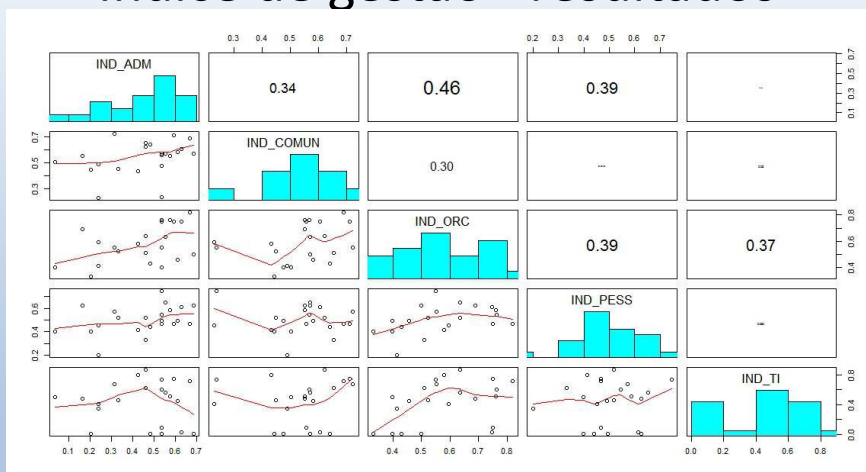 Índice de gestão - resultados
0.3 0.4 0.5 0.6 0.7 0.2 0.3 0.4 0.5 0.6 0.7
IND_ADM
0.34
0.46
0.39
0.1 0.3 0.5 0.7
0.3 0.5 0.7
IND_COMUN
0.30
IND_ORC
0.39
0.37
0.4 0.6 0.8
0.2 0.4 0.6
IND_PESS
IND_TI
0.0 0.4 0.8
0.1 0.2 0.3 0.4 0.5 0.6 0.7 0.4 0.5 0.6 0.7 0.8 0.0 0.2 0.4 0.6 0.8